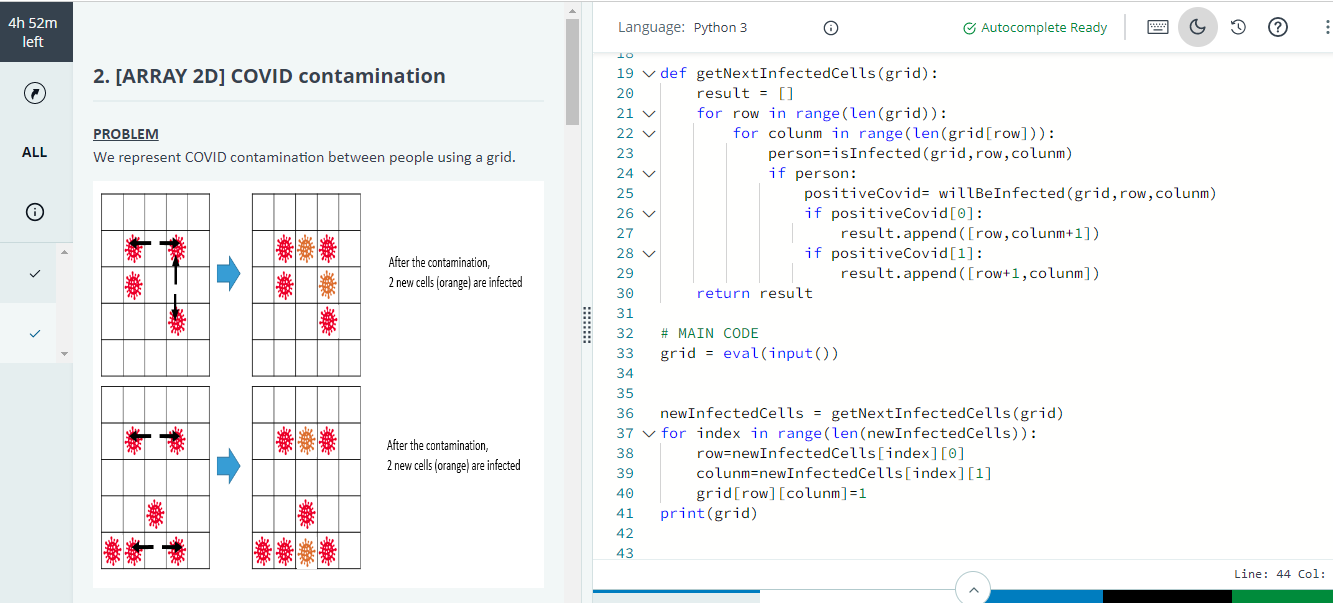 4h 52m
left
ALL
2. [ARRAY 2D] COVID contamination
PROBLEM
We represent COVID contamination between people using a grid.
After the contamination,
2 new cells (orange) are infected
After the contamination,
2 new cells (orange) are infected
Language: Python 3
Autocomplete Ready
18
19 def getNextInfectedCells(grid):
20 result = []
21 for row in range(len(grid)):
22 for colunm in range(len(grid[row])):
23 person=isInfected(grid,row,colunm)
24 if person:
25 positiveCovid= willBeInfected(grid,row,colunm)
26 if positiveCovid[0]:
27 result.append([row,colunm+1])
28 if positiveCovid[1]:
29 result.append([row+1,colunm])
30 return result
31
32 # MAIN CODE
33 grid = eval(input())
34
35
36 newInfectedCells = getNextInfectedCells(grid)
37 for index in range(len(newInfectedCells)):
38 row=newInfectedCells[index][0]
39 colunm=newInfectedCells[index][1]
40 grid[row][colunm]=1
41 print(grid)
42
43
Line: 44 Col: